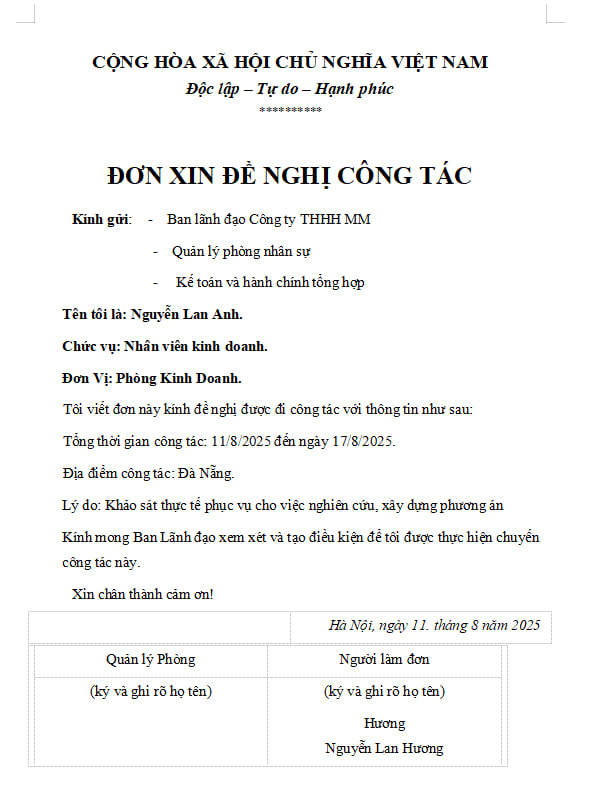 CỘNG HÒA XÃ HỘI CHỦ NGHĨA VIỆT NAM
Độc lập – Tự do – Hạnh phúc
**********
ĐƠN XIN ĐỀ NGHỊ CÔNG TÁC
Kính gửi: - Ban lãnh đạo Công ty THHH MM
- Quản lý phòng nhân sự
- Kế toán và hành chính tổng hợp
Tên tôi là: Nguyễn Lan Anh.
Chức vụ: Nhân viên kinh doanh.
Đơn Vị: Phòng Kinh Doanh.
Tôi viết đơn này kính đề nghị được đi công tác với thông tin như sau:
Tổng thời gian công tác: 11/8/2025 đến ngày 17/8/2025.
Địa điểm công tác: Đà Nẵng.
Lý do: Khảo sát thực tế phục vụ cho việc nghiên cứu, xây dựng phương án
Kính mong Ban Lãnh đạo xem xét và tạo điều kiện để tôi được thực hiện chuyến
công tác này.
Xin chân thành cảm ơn!
Hà Nội, ngày 11. tháng 8 năm 2025
Quản lý Phòng Người làm đơn
(ký và ghi rõ họ tên) (ký và ghi rõ họ tên)
Hương
Nguyễn Lan Hương